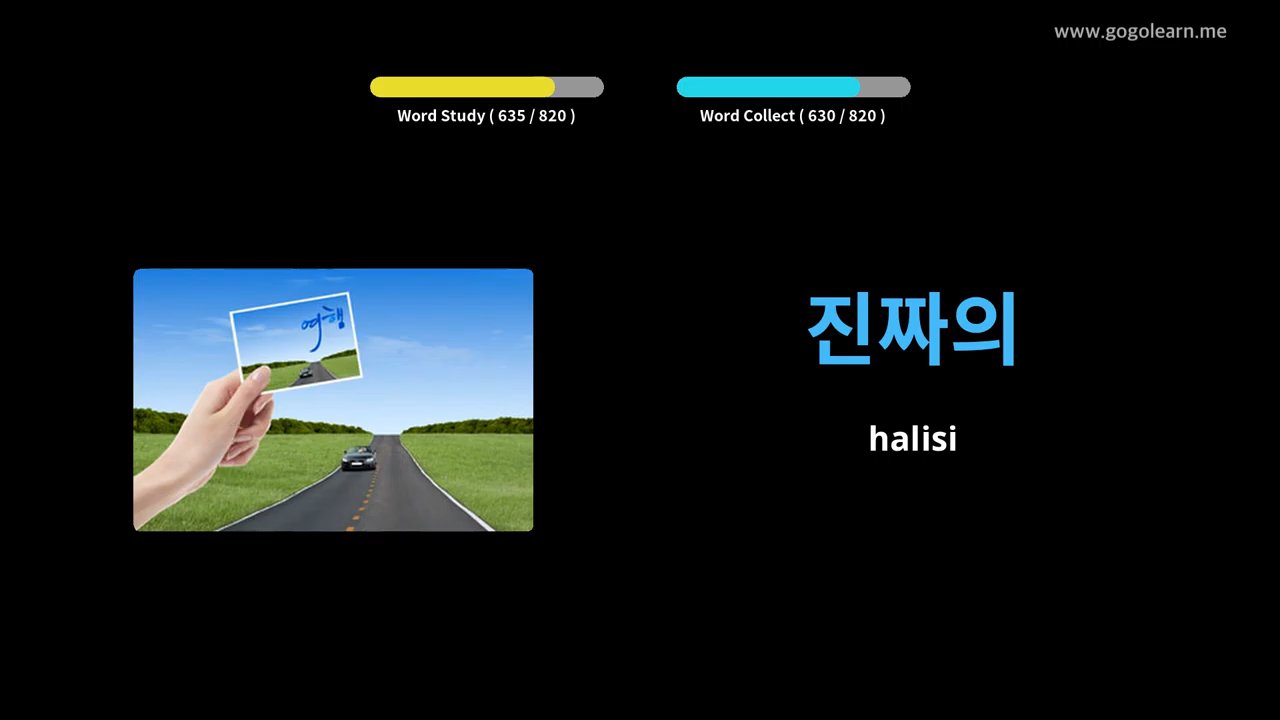 www.gogolearn.me
Word Study ( 635 / 820 )
Word Collect ( 630 / 820 )
여행
진짜의
halisi